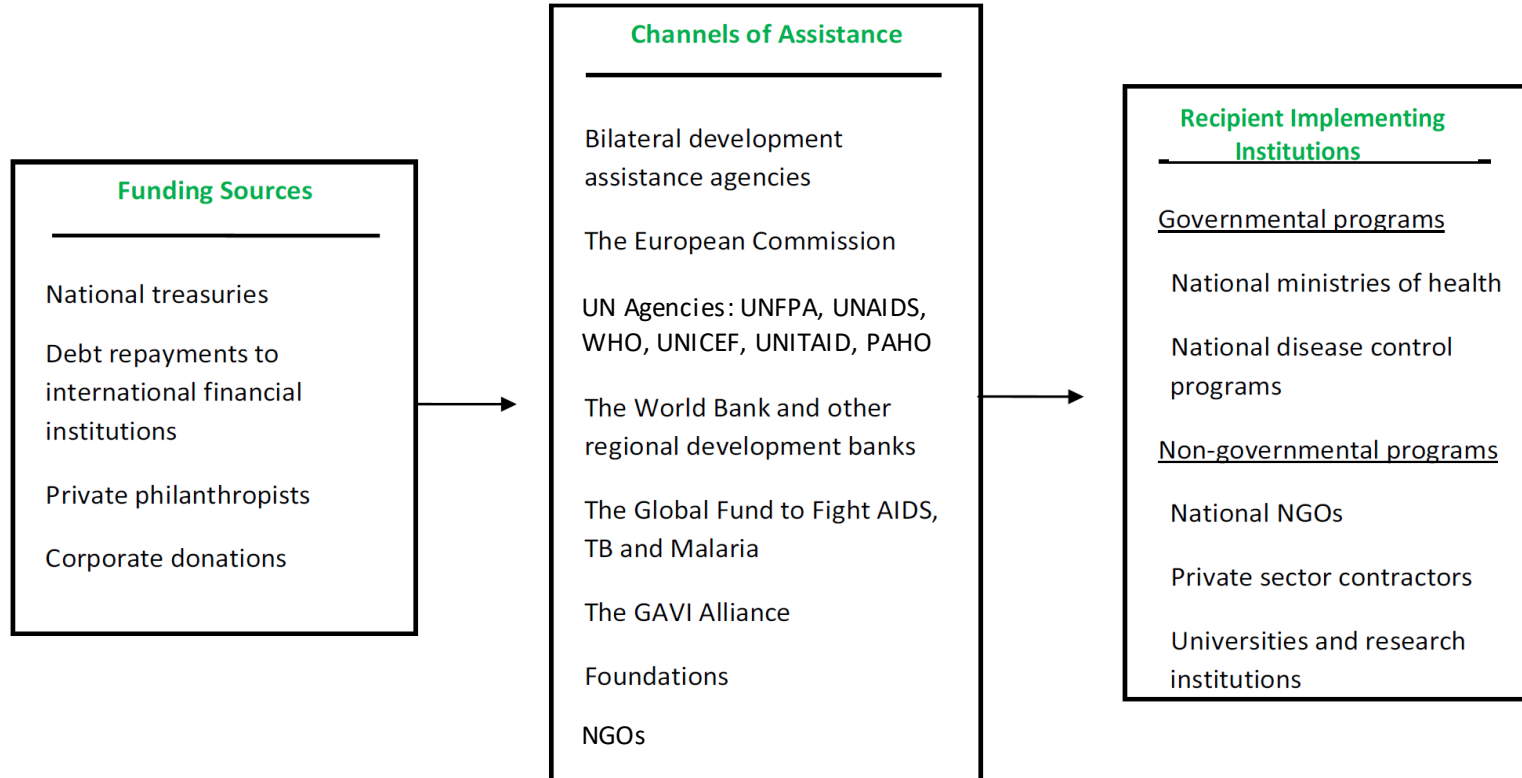 Funding Sources
National treasuries
Debt repayments to
international financial
institutions
Private philanthropists
Corporate donations
Channels of Assistance
Bilateral development
assistance agencies
The European Commission
UN Agencies: UNFPA, UNAIDS,
WHO, UNICEF, UNITAID, PAHO
The World Bank and other
regional development banks
The Global Fund to Fight AIDS,
TB and Malaria
The GAVI Alliance
Foundations
NGOs
Recipient Implementing
Institutions
Governmental programs
National ministries of health
National disease control
programs
Non-governmental programs
National NGOs
Private sector contractors
Universities and research
institutions